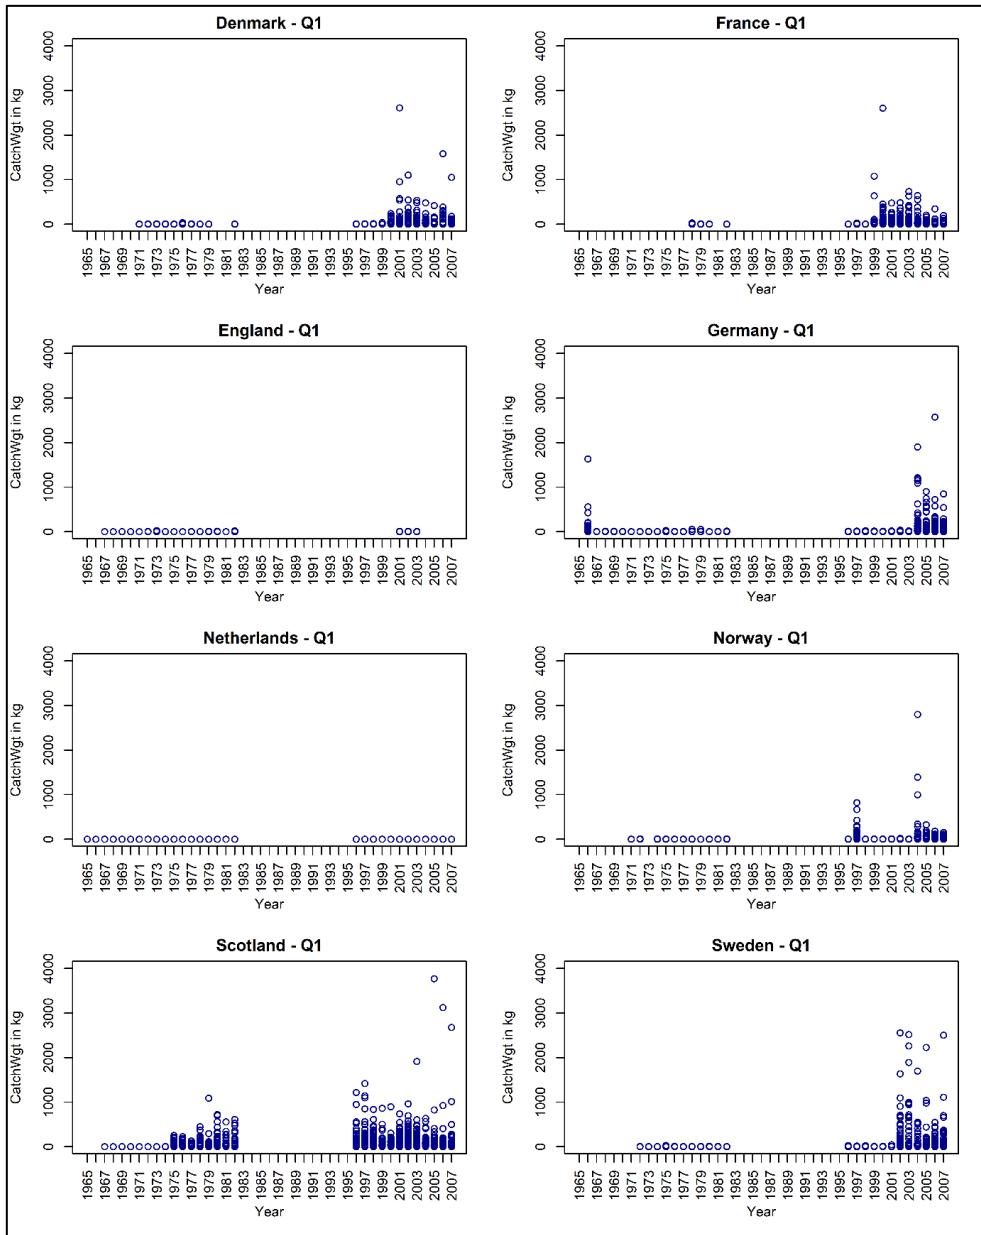 Denmark - Q1
CatchWgt in kg
0 1000 2000 3000 4000
1965 1967 1969 1971 1973 1975 1977 1979 1981 1983 1985 1987 1989 1991 1993 1995 1997 1999 2001 2003 2005 2007
Year
France - Q1
CatchWgt in kg
0 1000 2000 3000 4000
1965 1967 1969 1971 1973 1975 1977 1979 1981 1983 1985 1987 1989 1991 1993 1995 1997 1999 2001 2003 2005 2007
Year
England - Q1
CatchWgt in kg
0 1000 2000 3000 4000
1965 1967 1969 1971 1973 1975 1977 1979 1981 1983 1985 1987 1989 1991 1993 1995 1997 1999 2001 2003 2005 2007
Year
Germany - Q1
CatchWgt in kg
0 1000 2000 3000 4000
1965 1967 1969 1971 1973 1975 1977 1979 1981 1983 1985 1987 1989 1991 1993 1995 1997 1999 2001 2003 2005 2007
Year
Netherlands - Q1
CatchWgt in kg
0 1000 2000 3000 4000
1965 1967 1969 1971 1973 1975 1977 1979 1981 1983 1985 1987 1989 1991 1993 1995 1997 1999 2001 2003 2005 2007
Year
Norway - Q1
CatchWgt in kg
0 1000 2000 3000 4000
1965 1967 1969 1971 1973 1975 1977 1979 1981 1983 1985 1987 1989 1991 1993 1995 1997 1999 2001 2003 2005 2007
Year
Scotland - Q1
CatchWgt in kg
0 1000 2000 3000 4000
1965 1967 1969 1971 1973 1975 1977 1979 1981 1983 1985 1987 1989 1991 1993 1995 1997 1999 2001 2003 2005 2007
Year
Sweden - Q1
CatchWgt in kg
0 1000 2000 3000 4000
1965 1967 1969 1971 1973 1975 1977 1979 1981 1983 1985 1987 1989 1991 1993 1995 1997 1999 2001 2003 2005 2007
Year